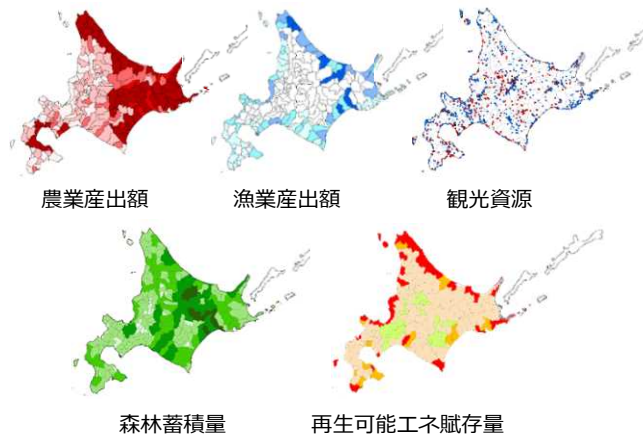 農業産出額
漁業産出額
観光資源
森林蓄積量
再生可能エネ賦存量